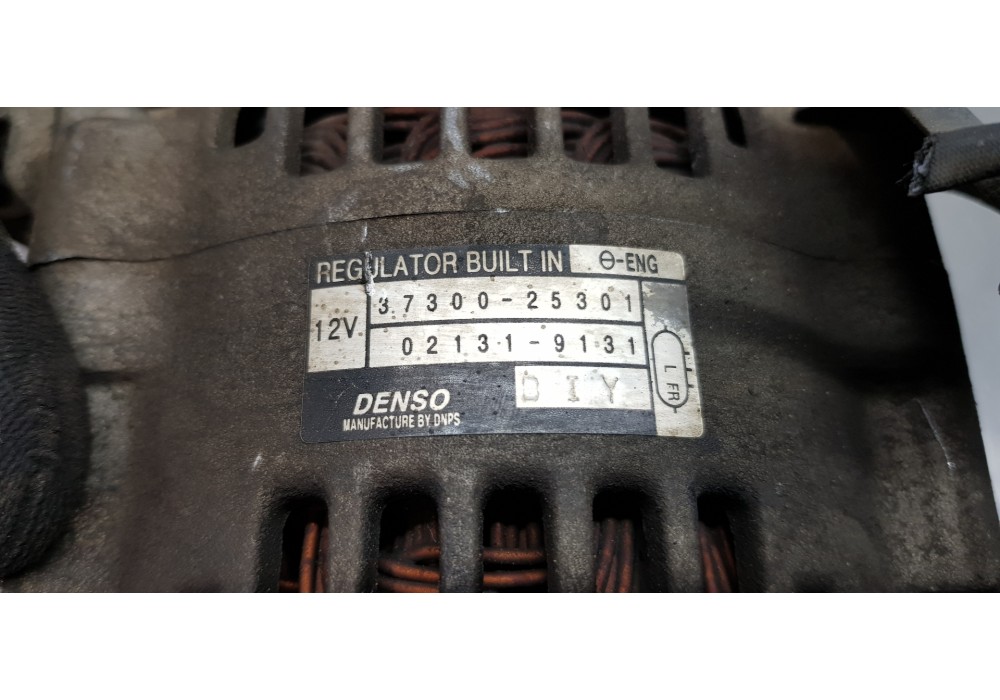 REGULATOR BUILT IN ⊖-ENG
12V
37300-25301
02131-9131
L FR
DIY
DENSO
MANUFACTURE BY DNPS